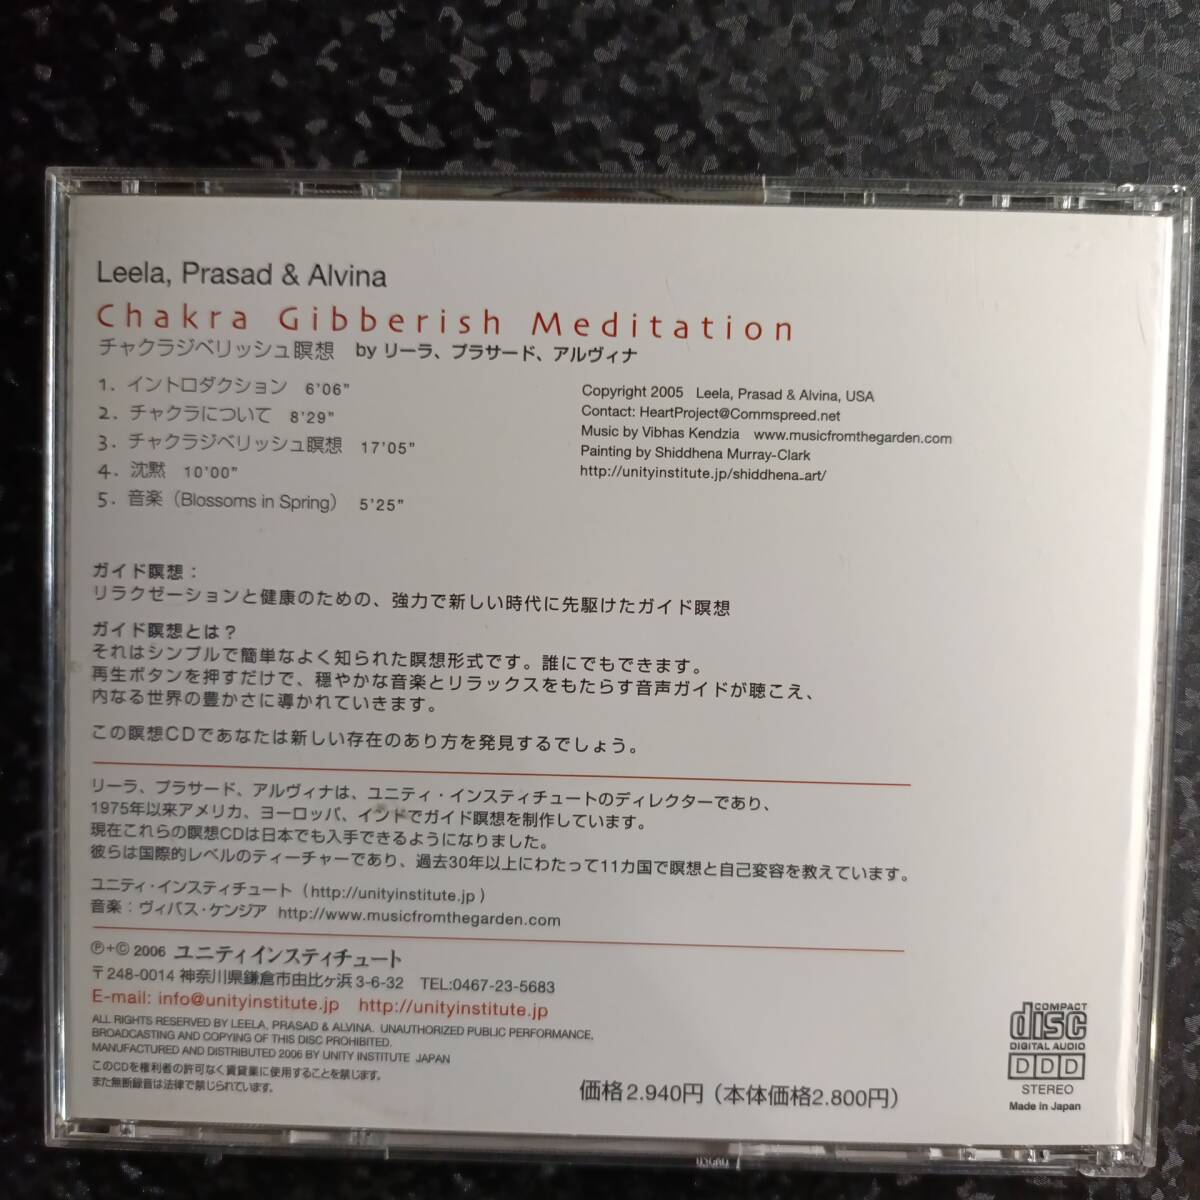 Leela, Prasad & Alvina
Chakra Gibberish Meditation
チャクラジベリッシュ瞑想 by リーラ、プラサード、アルヴィナ
1. イントロダクション 6'06"
2. チャクラについて 8'29"
3. チャクラジベリッシュ瞑想 17'05"
4. 沈黙 10'00"
5. 音楽（Blossoms in Spring） 5'25"
Copyright 2005 Leela, Prasad & Alvina, USA
Contact: HeartProject@Commspreed.net
Music by Vibhas Kendzia www.musicfromthegarden.com
Painting by Shiddhena Murray-Clark
http://unityinstitute.jp/shiddhena_art/
ガイド瞑想：
リラクゼーションと健康のための、強力で新しい時代に先駆けたガイド瞑想
ガイド瞑想とは？
それはシンプルで簡単なよく知られた瞑想形式です。誰にでもできます。
再生ボタンを押すだけで、穏やかな音楽とリラックスをもたらす音声ガイドが聴こえ、
内なる世界の豊かさに導かれていきます。
この瞑想CDであなたは新しい存在のあり方を発見するでしょう。
リーラ、プラサード、アルヴィナは、ユニティ・インスティチュートのディレクターであり、
1975年以来アメリカ、ヨーロッパ、インドでガイド瞑想を制作しています。
現在これらの瞑想CDは日本でも入手できるようになりました。
彼らは国際的レベルのティーチャーであり、過去30年以上にわたって11カ国で瞑想と自己変容を教えています。
ユニティ・インスティチュート（http://unityinstitute.jp）
音楽：ヴィバス・ケンジア http://www.musicfromthegarden.com
Ⓟ+© 2006 ユニティインスティチュート
〒248-0014 神奈川県鎌倉市由比ヶ浜3-6-32 TEL:0467-23-5683
E-mail: info@unityinstitute.jp http://unityinstitute.jp
ALL RIGHTS RESERVED BY LEELA, PRASAD & ALVINA. UNAUTHORIZED PUBLIC PERFORMANCE,
BROADCASTING AND COPYING OF THIS DISC PROHIBITED.
MANUFACTURED AND DISTRIBUTED 2006 BY UNITY INSTITUTE JAPAN
このCDを権利者の許可なく賃貸業に使用することを禁じます。
また無断録音は法律で禁じられています。
価格2.940円（本体価格2.800円）
COMPACT
disc
DIGITAL AUDIO
DDD
STEREO
Made in Japan